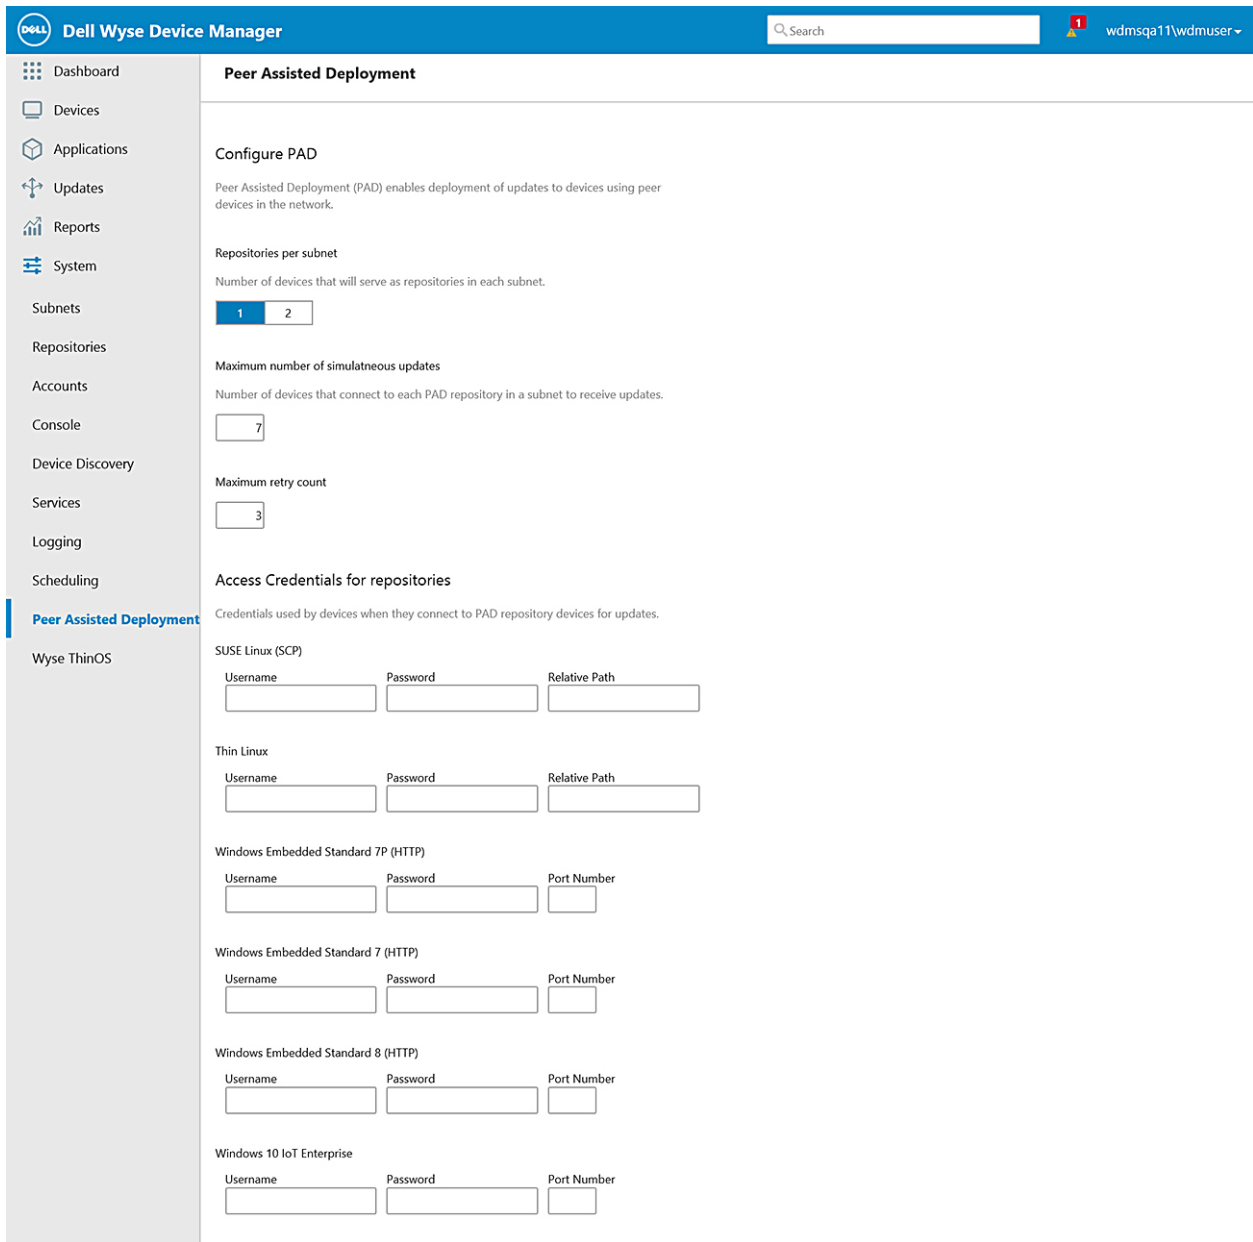 DELL Dell Wyse Device Manager
Search
1
wdmsqa11\wdmuser
Dashboard
Devices
Applications
Updates
Reports
System
Subnets
Repositories
Accounts
Console
Device Discovery
Services
Logging
Scheduling
Peer Assisted Deployment
Wyse ThinOS
Peer Assisted Deployment
Configure PAD
Peer Assisted Deployment (PAD) enables deployment of updates to devices using peer
devices in the network.
Repositories per subnet
Number of devices that will serve as repositories in each subnet.
1 2
Maximum number of simulatneous updates
Number of devices that connect to each PAD repository in a subnet to receive updates.
7
Maximum retry count
3
Access Credentials for repositories
Credentials used by devices when they connect to PAD repository devices for updates.
SUSE Linux (SCP)
Username Password Relative Path
Thin Linux
Username Password Relative Path
Windows Embedded Standard 7P (HTTP)
Username Password Port Number
Windows Embedded Standard 7 (HTTP)
Username Password Port Number
Windows Embedded Standard 8 (HTTP)
Username Password Port Number
Windows 10 IoT Enterprise
Username Password Port Number